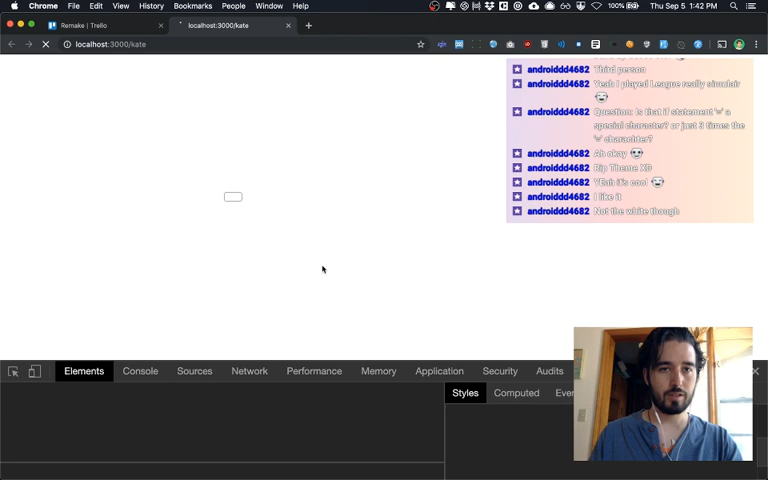 Chrome File Edit View History Bookmarks People Window Help 100% Thu Sep 5 1:42 PM
Remake | Trello localhost:3000/kate
localhost:3000/kate
androiddd4682 Third person
androiddd4682 Yeah I played League really simulair
androiddd4682 Question: Is that if statement '=' a
special character? or just 3 times the
'=' charachter?
androiddd4682 Ah okay
androiddd4682 Rip Theme XD
androiddd4682 YEah it's cool
androiddd4682 I like it
androiddd4682 Not the white though
Elements Console Sources Network Performance Memory Application Security Audits
Styles Computed